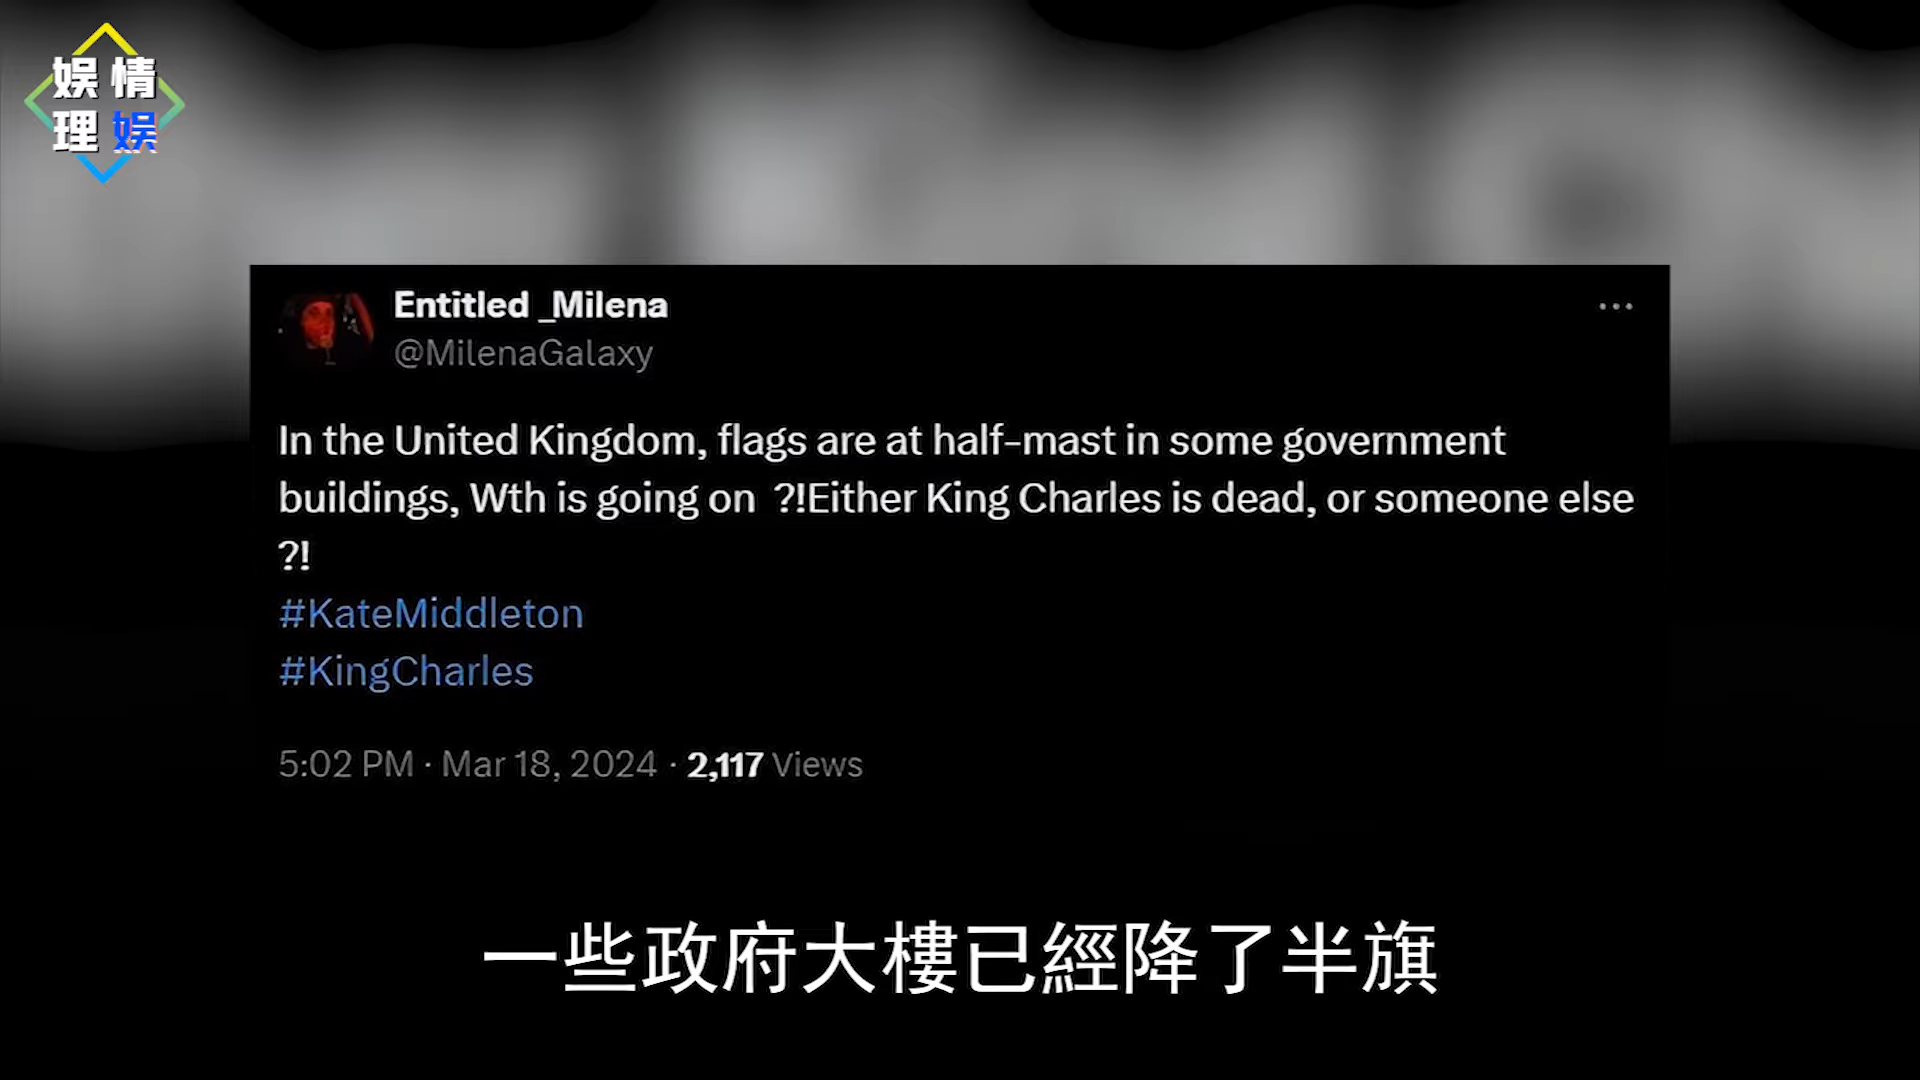 娱情
理娱
Entitled _Milena
@MilenaGalaxy
In the United Kingdom, flags are at half-mast in some government
buildings, Wth is going on ?!Either King Charles is dead, or someone else
?!
#KateMiddleton
#KingCharles
5:02 PM · Mar 18, 2024 · 2,117 Views
一些政府大樓已經降了半旗